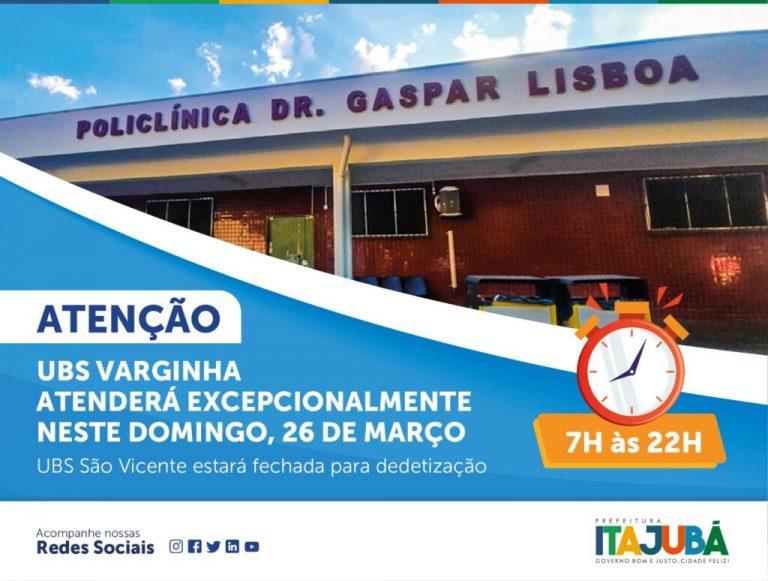 POLICLÍNICA DR. GASPAR LISBOA
ATENÇÃO
UBS VARGINHA
ATENDERÁ EXCEPCIONALMENTE
NESTE DOMINGO, 26 DE MARÇO
UBS São Vicente estará fechada para dedetização
7H às 22H
Acompanhe nossas
Redes Sociais
PREFEITURA
ITAJUBÁ
GOVERNO BOM E JUSTO, CIDADE FELIZ!